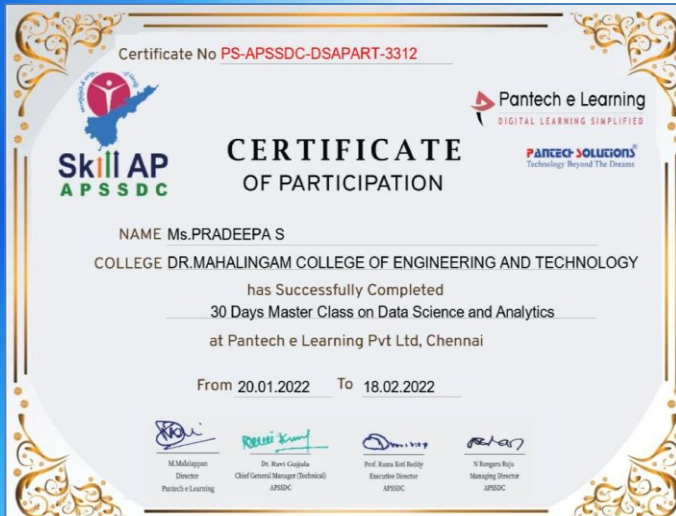 Certificate No PS-APSSDC-DSAPART-3312
Skill AP
APSSDC
Pantech e Learning
DIGITAL LEARNING SIMPLIFIED
PANTECH SOLUTIONS®
Technology Beyond The Dreams
CERTIFICATE
OF PARTICIPATION
NAME Ms.PRADEEPA S
COLLEGE DR.MAHALINGAM COLLEGE OF ENGINEERING AND TECHNOLOGY
has Successfully Completed
30 Days Master Class on Data Science and Analytics
at Pantech e Learning Pvt Ltd, Chennai
From 20.01.2022 To 18.02.2022
M.Malaiappan
Director
Pantech e Learning
Dr. Ravi Gujjala
Chief General Manager (Technical)
APSSDC
Prof. Rama Koti Reddy
Executive Director
APSSDC
N Bangara Raju
Managing Director
APSSDC